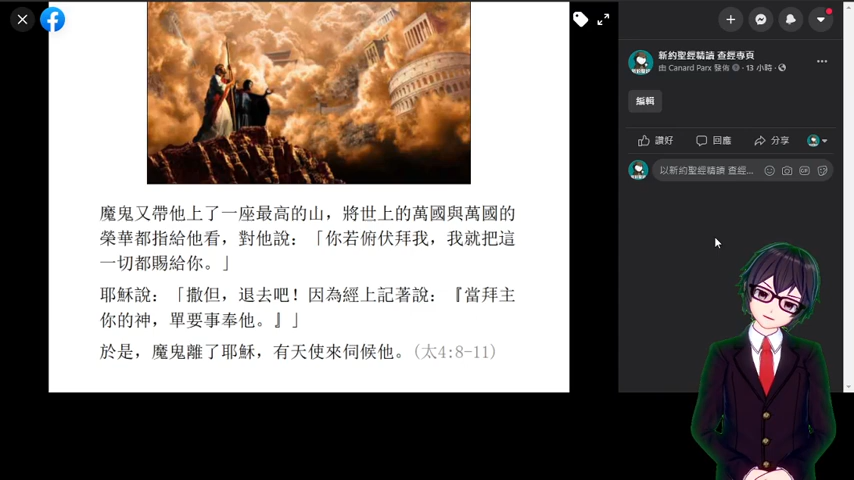 新約聖經精讀 查經專頁
由 Canard Parx 發佈 · 13 小時 ·
編輯
讚好 回應 分享
以新約聖經精讀 查經...
GIF
魔鬼又帶他上了一座最高的山，將世上的萬國與萬國的
榮華都指給他看，對他說：「你若俯伏拜我，我就把這
一切都賜給你。」
耶穌說：「撒但，退去吧！因為經上記著說：『當拜主
你的神，單要事奉他。』」
於是，魔鬼離了耶穌，有天使來伺候他。(太4:8-11)